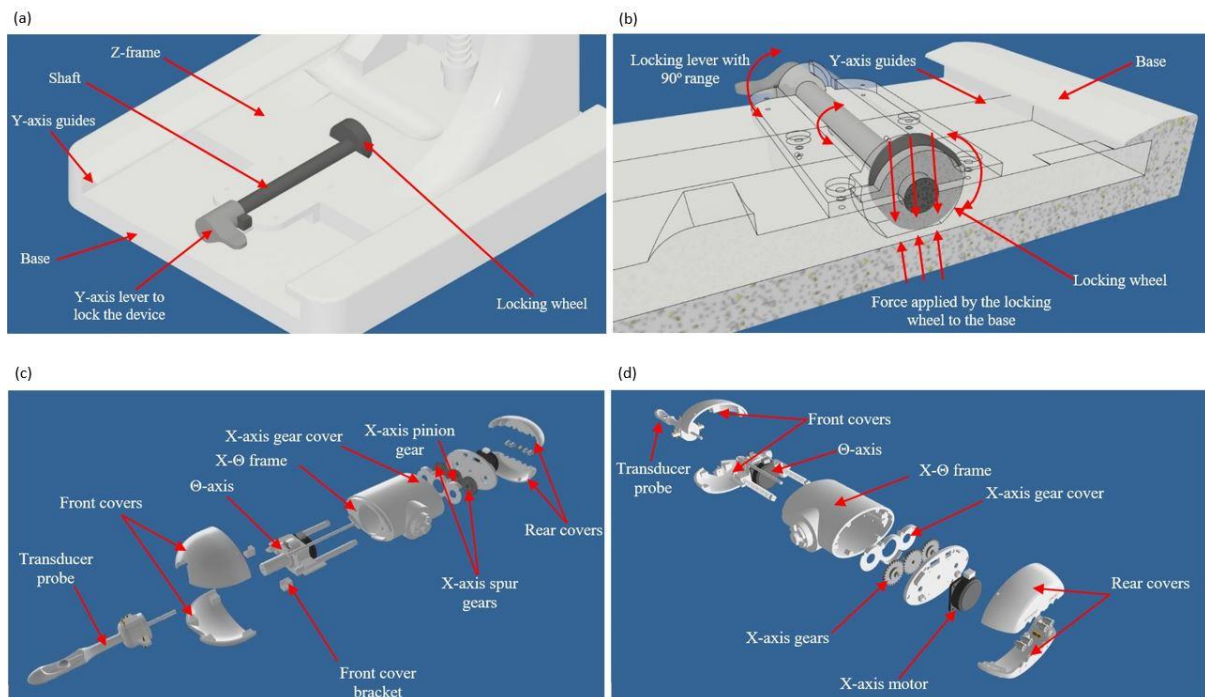 (a)
Z-frame
Shaft
Y-axis guides
Base
Y-axis lever to
lock the device
Locking wheel
(b)
Locking lever with
90º range
Y-axis guides
Base
Locking wheel
Force applied by the locking
wheel to the base
(c)
X-axis pinion
gear
X-axis gear cover
X-Θ frame
Θ-axis
Front covers
Transducer
probe
Rear covers
X-axis spur
gears
Front cover
bracket
(d)
Front covers
Θ-axis
Transducer
probe
X-Θ frame
X-axis gear cover
Rear covers
X-axis gears
X-axis motor